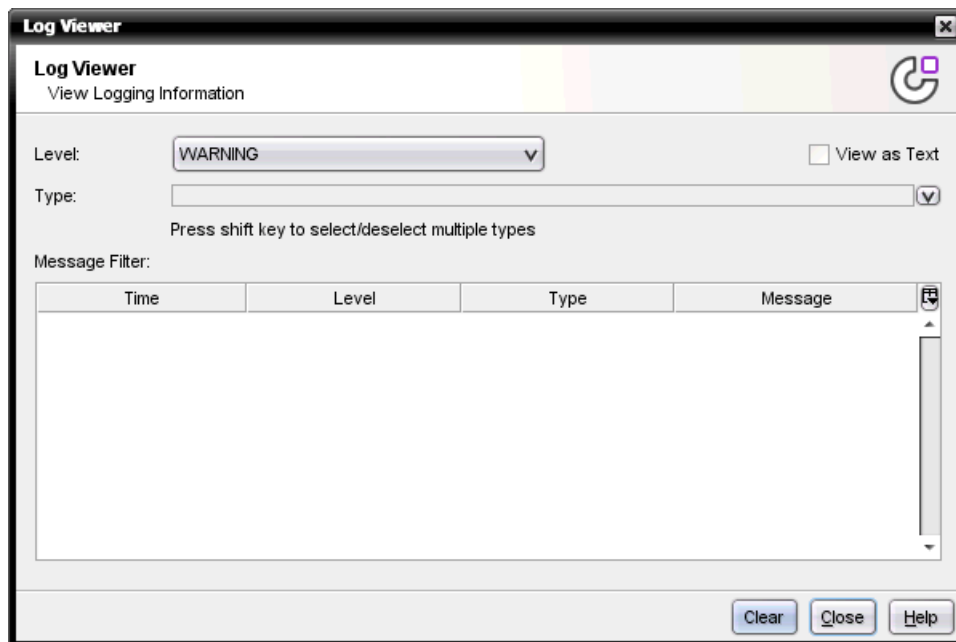 Log Viewer
Log Viewer
View Logging Information
Level: WARNING View as Text
Type:
Press shift key to select/deselect multiple types
Message Filter:
Time Level Type Message
Clear Close Help